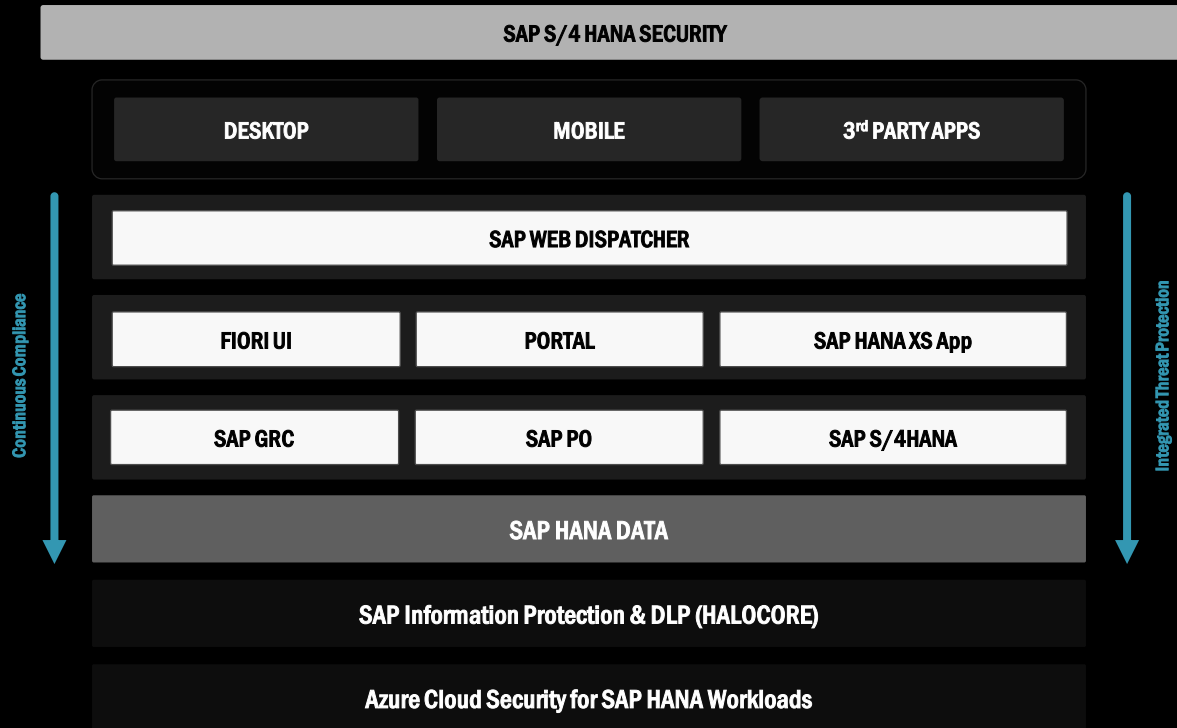 SAP S/4 HANA SECURITY
DESKTOP
MOBILE
3rd PARTY APPS
SAP WEB DISPATCHER
FIORI UI
PORTAL
SAP HANA XS App
SAP GRC
SAP PO
SAP S/4HANA
SAP HANA DATA
SAP Information Protection & DLP (HALOCORE)
Azure Cloud Security for SAP HANA Workloads
Continuous Compliance
Integrated Threat Protection